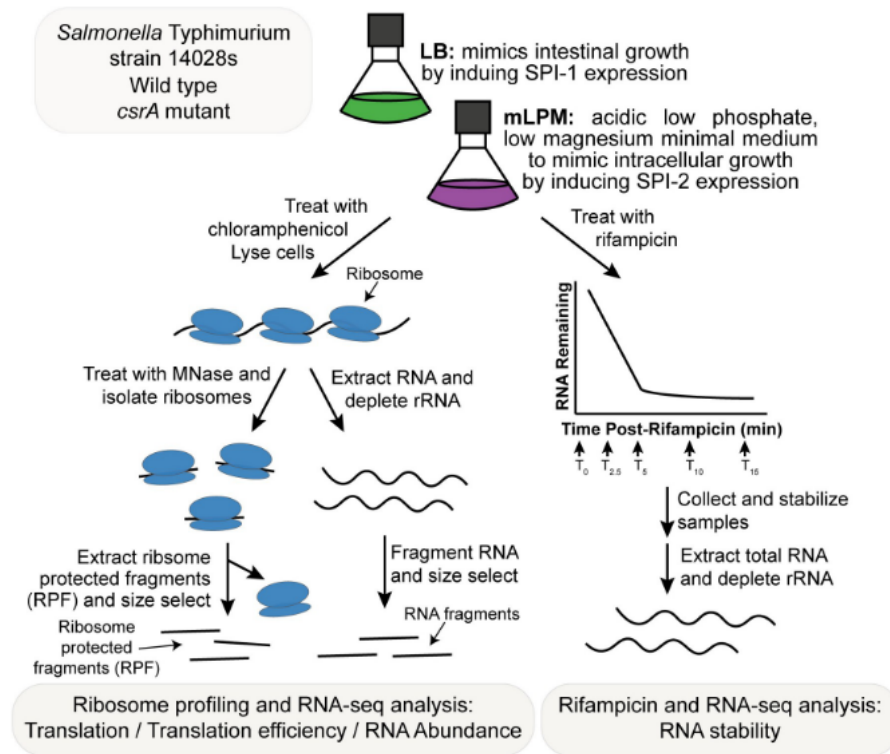 Salmonella Typhimurium
strain 14028s
Wild type
csrA mutant
LB: mimics intestinal growth
by induing SPI-1 expression
mLPM: acidic low phosphate,
low magnesium minimal medium
to mimic intracellular growth
by inducing SPI-2 expression
Treat with
chloramphenicol
Lyse cells
Treat with
rifampicin
Ribosome
Treat with MNase and
isolate ribosomes
Extract RNA and
deplete rRNA
RNA Remaining
Time Post-Rifampicin (min)
T0 T2.5 T5 T10 T15
Collect and stabilize
samples
Extract total RNA
and deplete rRNA
Extract ribsome
protected fragments
(RPF) and size select
Fragment RNA
and size select
Ribosome
protected
fragments (RPF)
RNA fragments
Ribosome profiling and RNA-seq analysis:
Translation / Translation efficiency / RNA Abundance
Rifampicin and RNA-seq analysis:
RNA stability